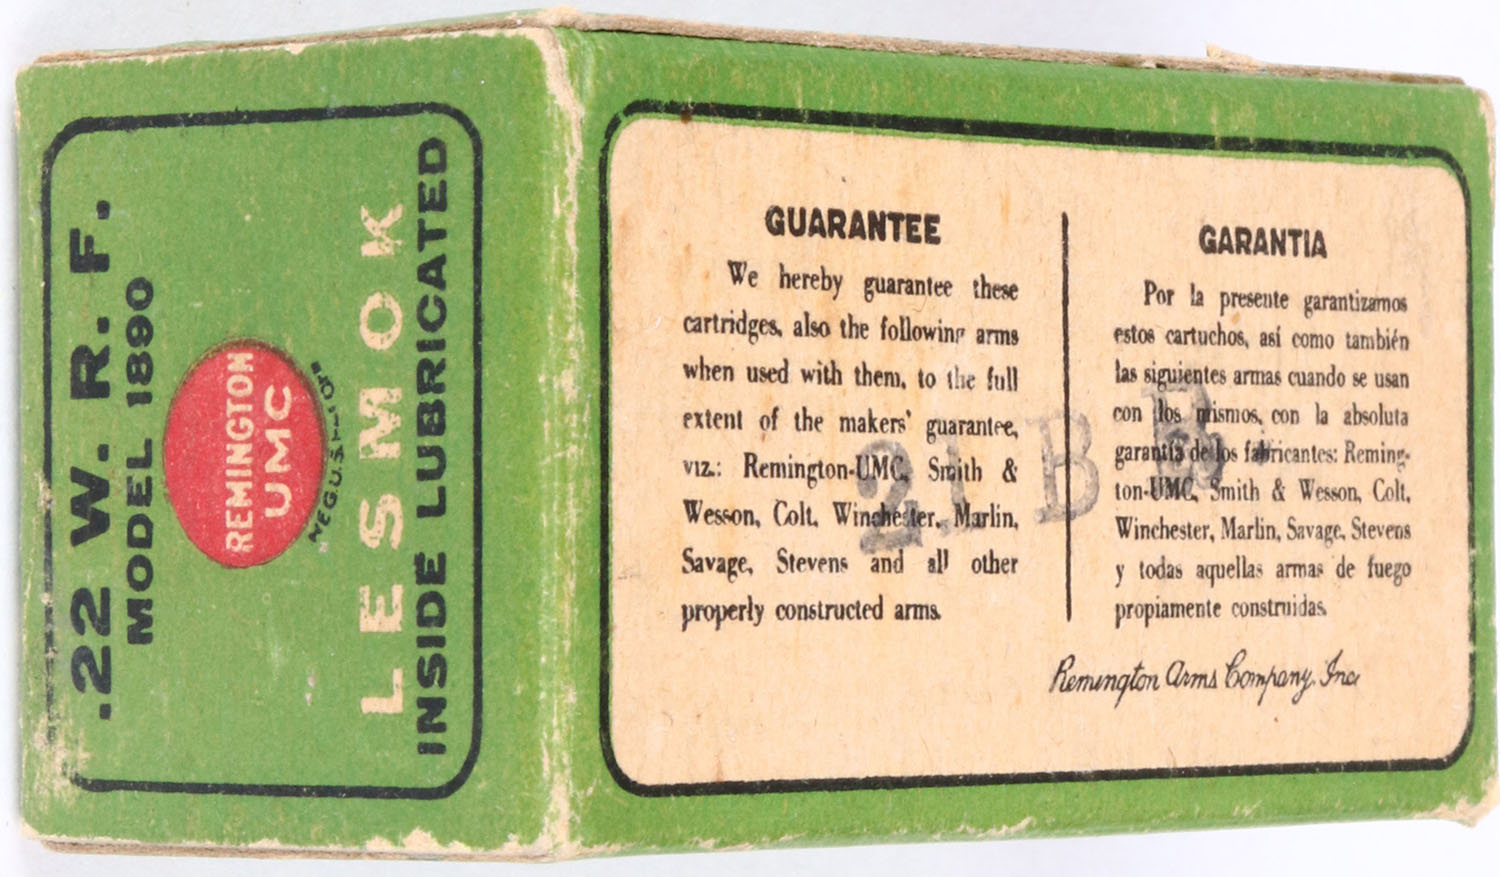 .22 W. R. F.
MODEL 1890
REMINGTON
UMC
LESMOK
INSIDE LUBRICATED
GUARANTEE
We hereby guarantee these
cartridges, also the following arms
when used with them, to the full
extent of the makers' guarantee,
viz.: Remington-UMC, Smith &
Wesson, Colt, Winchester, Marlin,
Savage, Stevens and all other
properly constructed arms.
GARANTIA
Por la presente garantizamos
estos cartuchos, así como también
las siguientes armas cuando se usan
con los mismos, con la absoluta
garantía de los fabricantes: Reming-
ton-UMC, Smith & Wesson, Colt,
Winchester, Marlin, Savage, Stevens
y todas aquellas armas de fuego
propiamente construidas.
Remington Arms Company, Inc
21 B